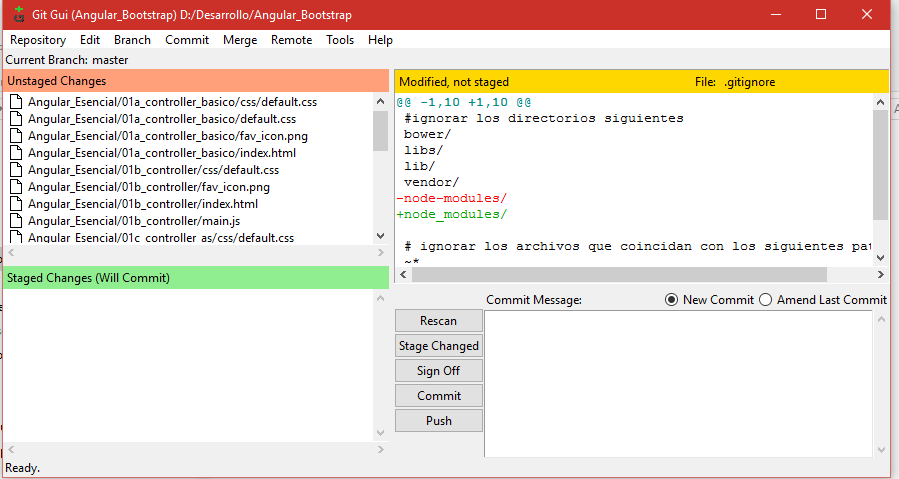 Git Gui (Angular_Bootstrap) D:/Desarrollo/Angular_Bootstrap
Repository Edit Branch Commit Merge Remote Tools Help
Current Branch: master
Unstaged Changes
Angular_Esencial/01a_controller_basico/css/default.css
Angular_Esencial/01a_controller_basico/default.css
Angular_Esencial/01a_controller_basico/fav_icon.png
Angular_Esencial/01a_controller_basico/index.html
Angular_Esencial/01b_controller/css/default.css
Angular_Esencial/01b_controller/fav_icon.png
Angular_Esencial/01b_controller/index.html
Angular_Esencial/01b_controller/main.js
Angular_Esencial/01c_controller_as/css/default.css
Staged Changes (Will Commit)
Modified, not staged File: .gitignore
@@ -1,10 +1,10 @@
#ignorar los directorios siguientes
bower/
libs/
lib/
vendor/
-node-modules/
+node_modules/
# ignorar los archivos que coincidan con los siguientes pat
~*
Commit Message: New Commit Amend Last Commit
Rescan
Stage Changed
Sign Off
Commit
Push
Ready.